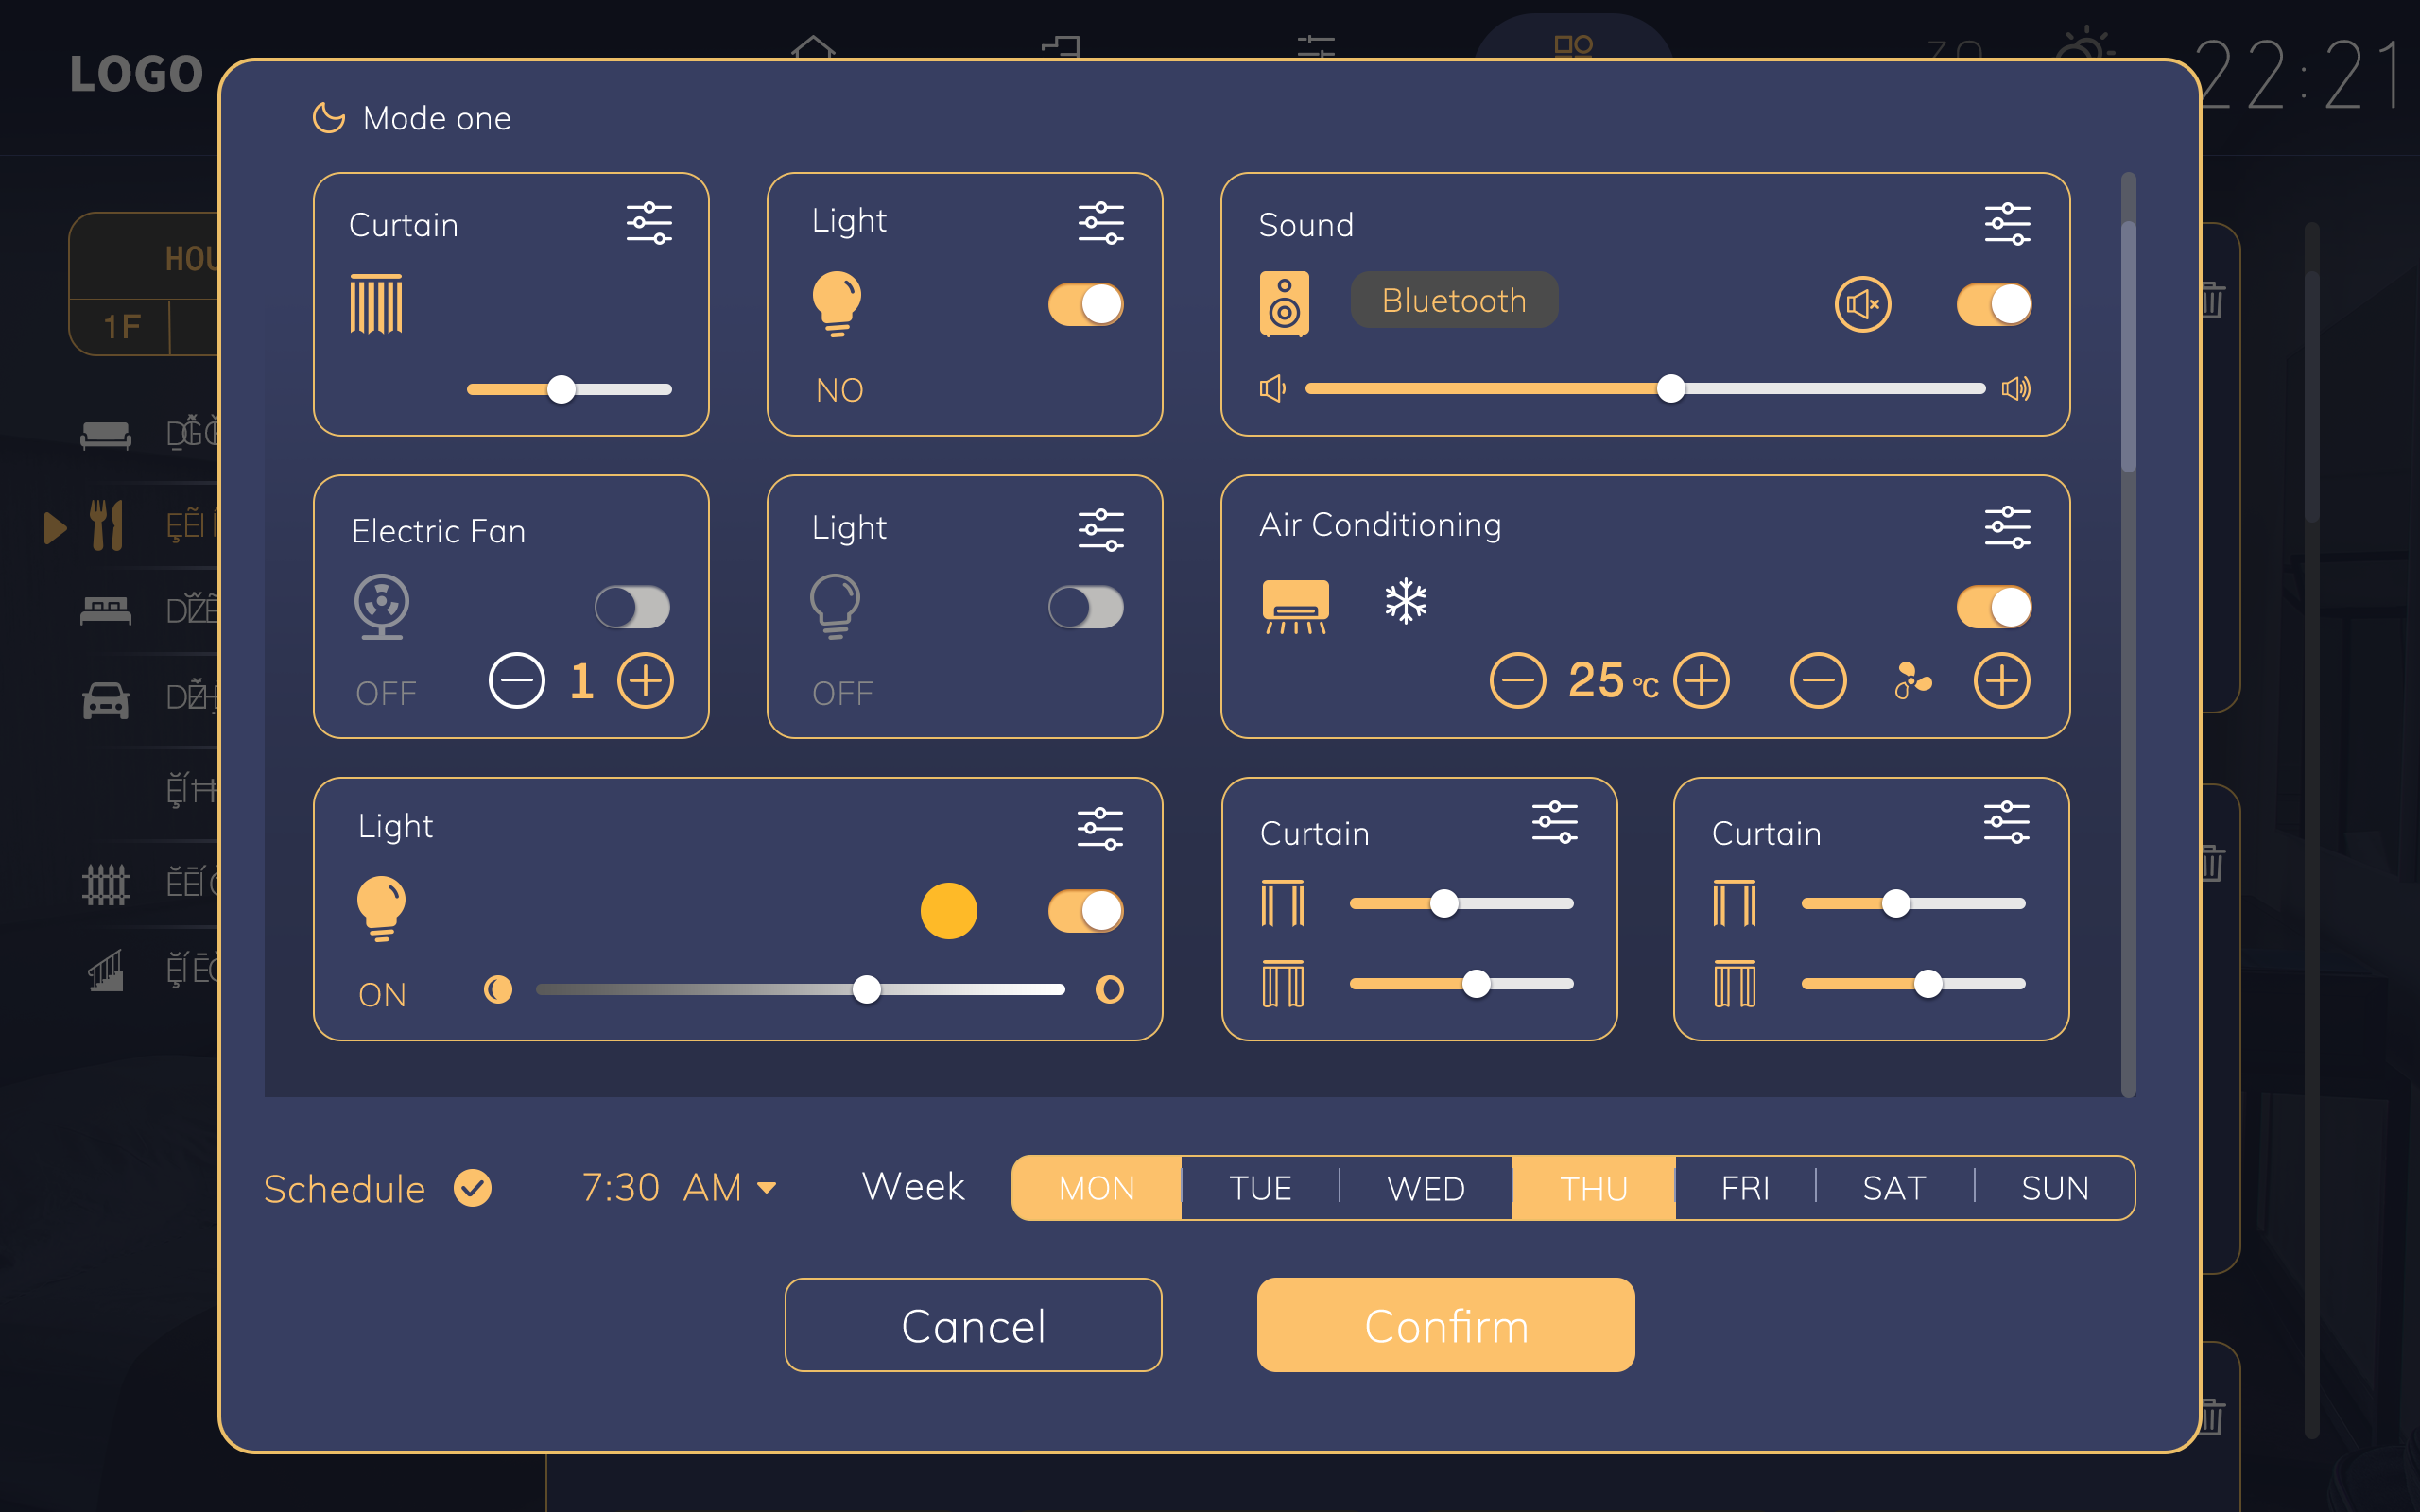 LOGO
22:21
Mode one
Curtain
Light
Sound
Bluetooth
NO
1F
Electric Fan
Light
Air Conditioning
OFF
1
OFF
25 °C
Light
Curtain
Curtain
ON
Schedule
7:30 AM
Week
MON
TUE
WED
THU
FRI
SAT
SUN
Cancel
Confirm